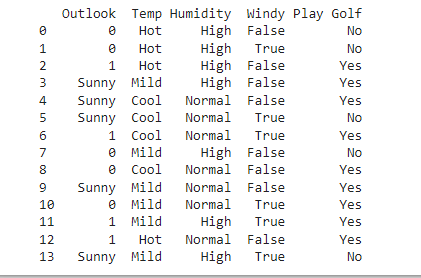 Outlook Temp Humidity Windy Play Golf
0 0 Hot High False No
1 0 Hot High True No
2 1 Hot High False Yes
3 Sunny Mild High False Yes
4 Sunny Cool Normal False Yes
5 Sunny Cool Normal True No
6 1 Cool Normal True Yes
7 0 Mild High False No
8 0 Cool Normal False Yes
9 Sunny Mild Normal False Yes
10 0 Mild Normal True Yes
11 1 Mild High True Yes
12 1 Hot Normal False Yes
13 Sunny Mild High True No